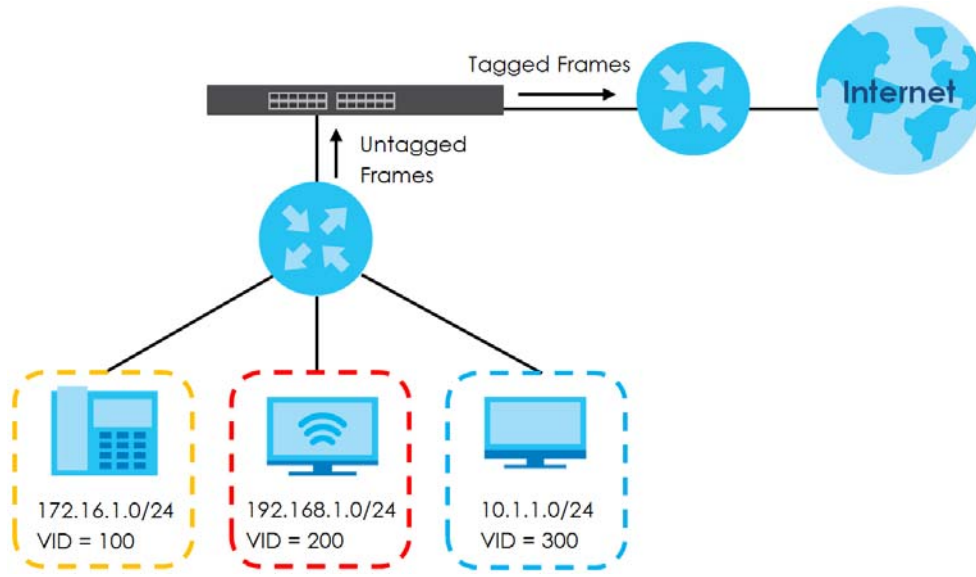 Tagged Frames
Internet
Untagged
Frames
172.16.1.0/24
VID = 100
192.168.1.0/24
VID = 200
10.1.1.0/24
VID = 300